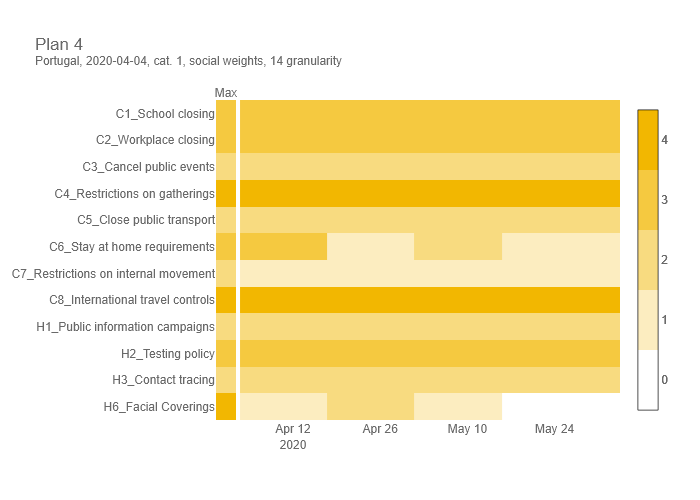 Plan 4
Portugal, 2020-04-04, cat. 1, social weights, 14 granularity
Max
C1_School closing
C2_Workplace closing
C3_Cancel public events
C4_Restrictions on gatherings
C5_Close public transport
C6_Stay at home requirements
C7_Restrictions on internal movement
C8_International travel controls
H1_Public information campaigns
H2_Testing policy
H3_Contact tracing
H6_Facial Coverings
Apr 12 Apr 26 May 10 May 24
2020
4
3
2
1
0